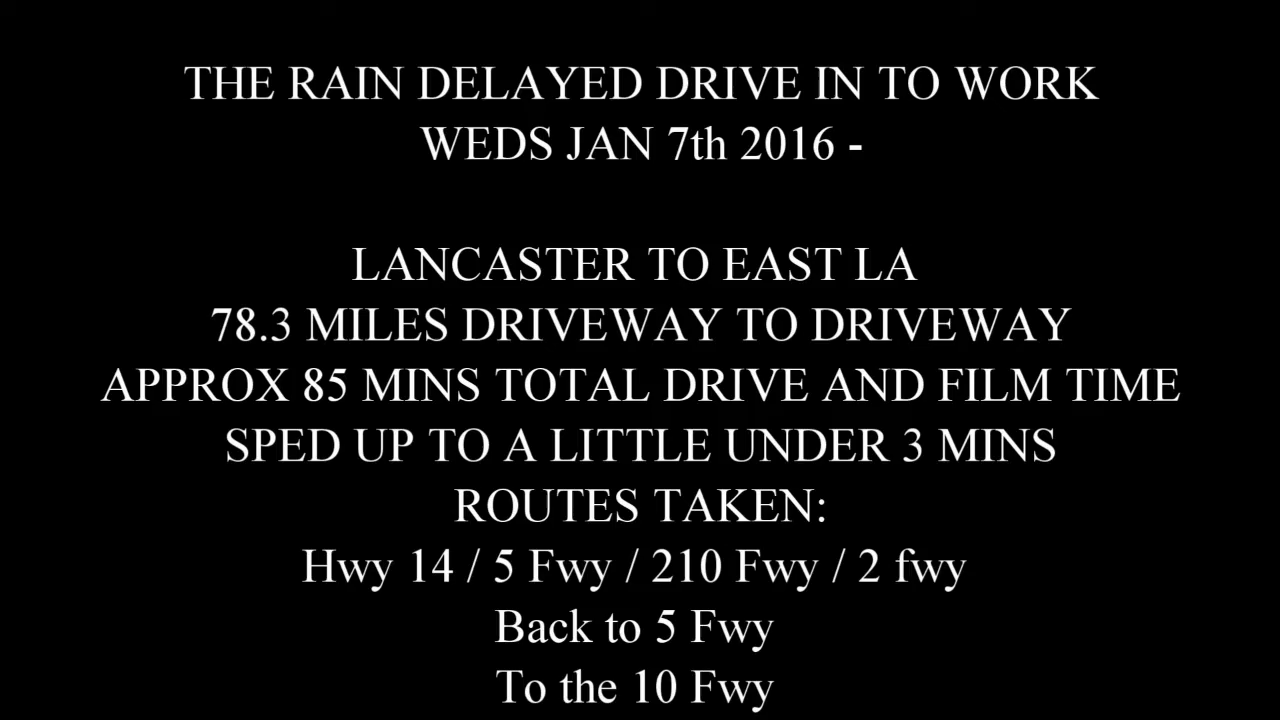 THE RAIN DELAYED DRIVE IN TO WORK
WEDS JAN 7th 2016 -
LANCASTER TO EAST LA
78.3 MILES DRIVEWAY TO DRIVEWAY
APPROX 85 MINS TOTAL DRIVE AND FILM TIME
SPED UP TO A LITTLE UNDER 3 MINS
ROUTES TAKEN:
Hwy 14 / 5 Fwy / 210 Fwy / 2 fwy
Back to 5 Fwy
To the 10 Fwy